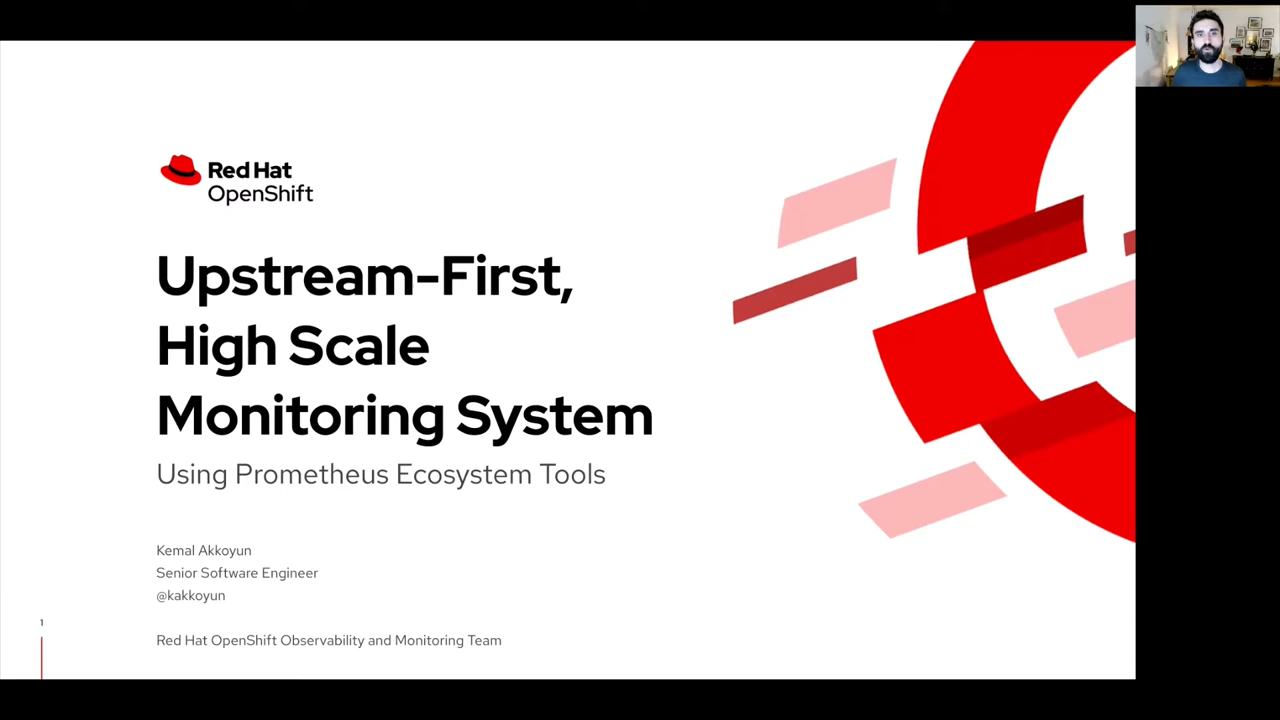 Red Hat
OpenShift
Upstream-First,
High Scale
Monitoring System
Using Prometheus Ecosystem Tools
Kemal Akkoyun
Senior Software Engineer
@kakkoyun
1
Red Hat OpenShift Observability and Monitoring Team